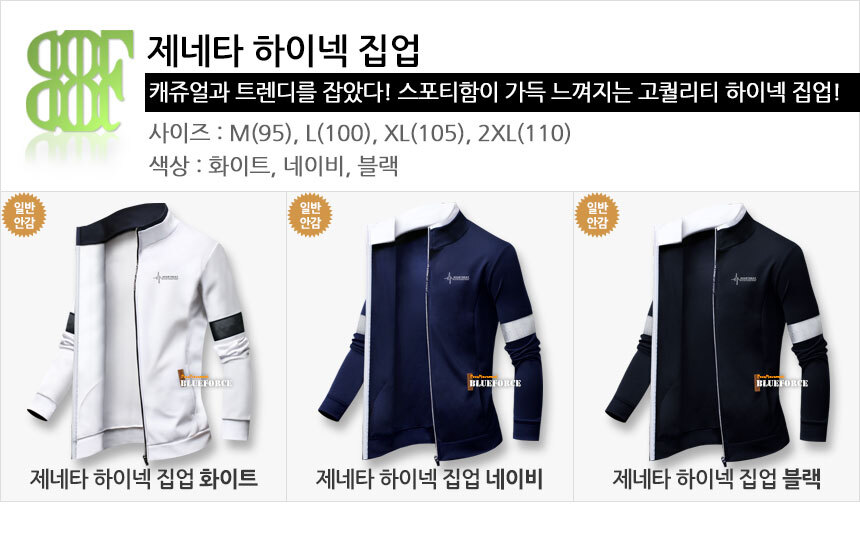 BBF
제네타 하이넥 집업
캐쥬얼과 트렌디를 잡았다! 스포티함이 가득 느껴지는 고퀄리티 하이넥 집업!
사이즈 : M(95), L(100), XL(105), 2XL(110)
색상 : 화이트, 네이비, 블랙
일반
안감
일반
안감
일반
안감
BLUEFORCE
BLUEFORCE
BLUEFORCE
제네타 하이넥 집업 화이트
제네타 하이넥 집업 네이비
제네타 하이넥 집업 블랙